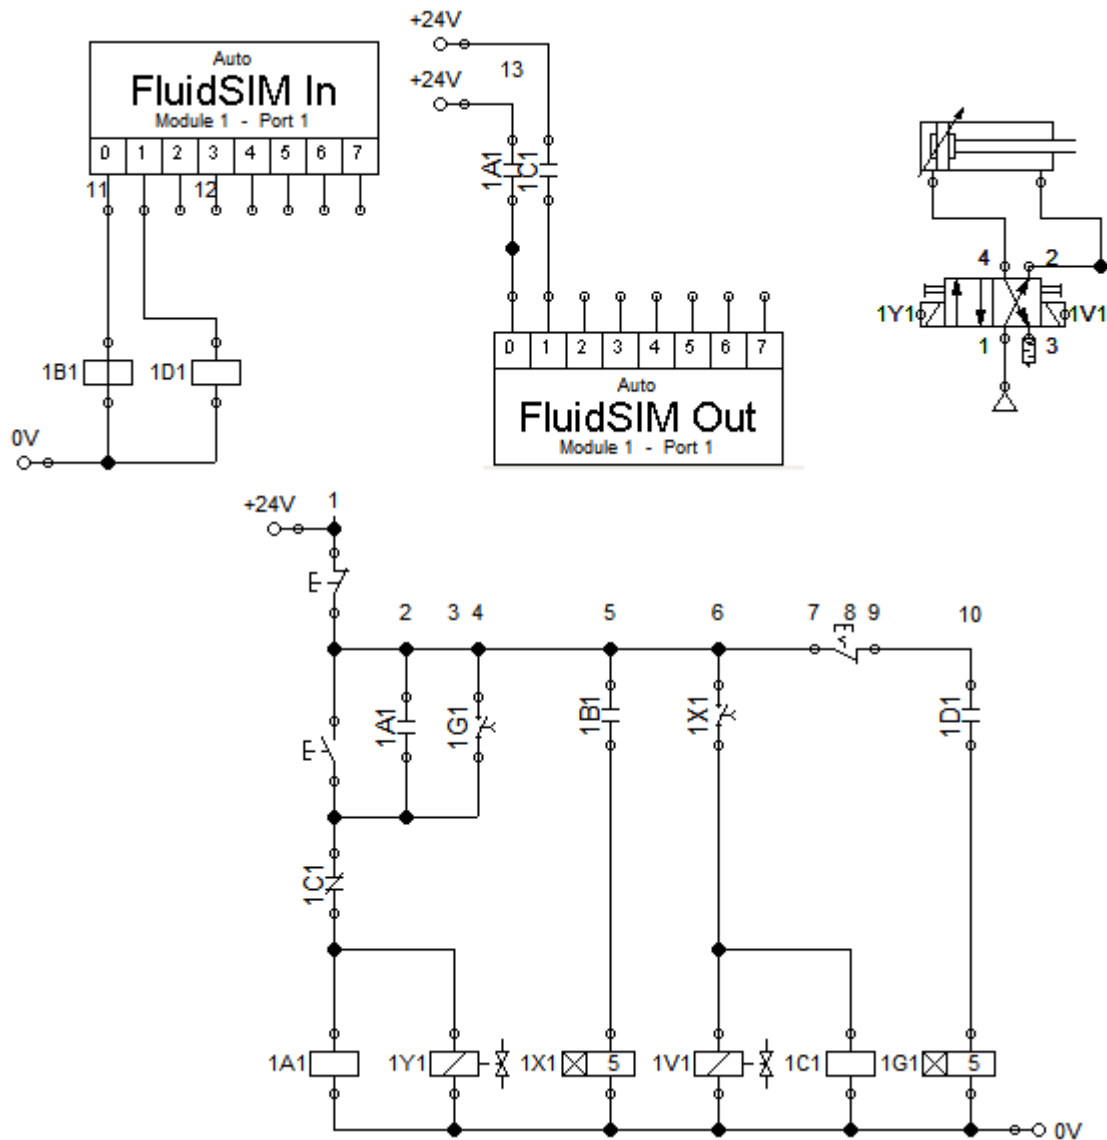 +24V
13
+24V
Auto
FluidSIM In
Module 1 - Port 1
0 1 2 3 4 5 6 7
11 12
1A1 1C1
4 2
1Y1 1V1
1 3
1B1 1D1
0V
0 1 2 3 4 5 6 7
Auto
FluidSIM Out
Module 1 - Port 1
+24V 1
2 3 4 5 6 7 8 9 10
1A1 1G1 1B1 1X1 1D1
1C1
1A1 1Y1 1X1 5 1V1 1C1 1G1 5
0V